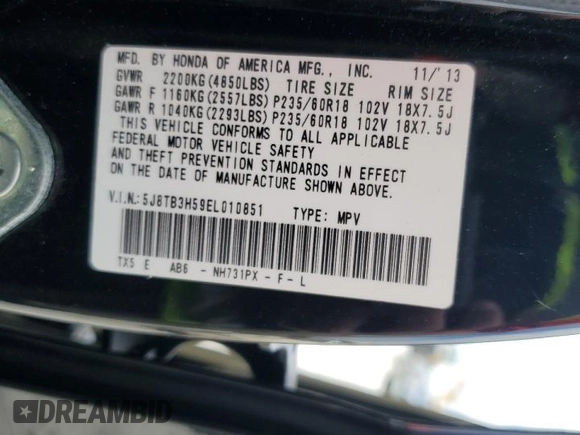 MFD. BY HONDA OF AMERICA MFG., INC. 11/'13
GVWR 2200KG(4850LBS) TIRE SIZE RIM SIZE
GAWR F 1160KG(2557LBS)P235/60R18 102V 18X7.5J
GAWR R 1040KG(2293LBS)P235/60R18 102V 18X7.5J
THIS VEHICLE CONFORMS TO ALL APPLICABLE
FEDERAL MOTOR VEHICLE SAFETY
AND THEFT PREVENTION STANDARDS IN EFFECT
ON THE DATE OF MANUFACTURE SHOWN ABOVE.
V.I.N.:5J8TB3H59EL010851 TYPE: MPV
TX5 E AB6 - NH731PX - F - L
DREAMBID